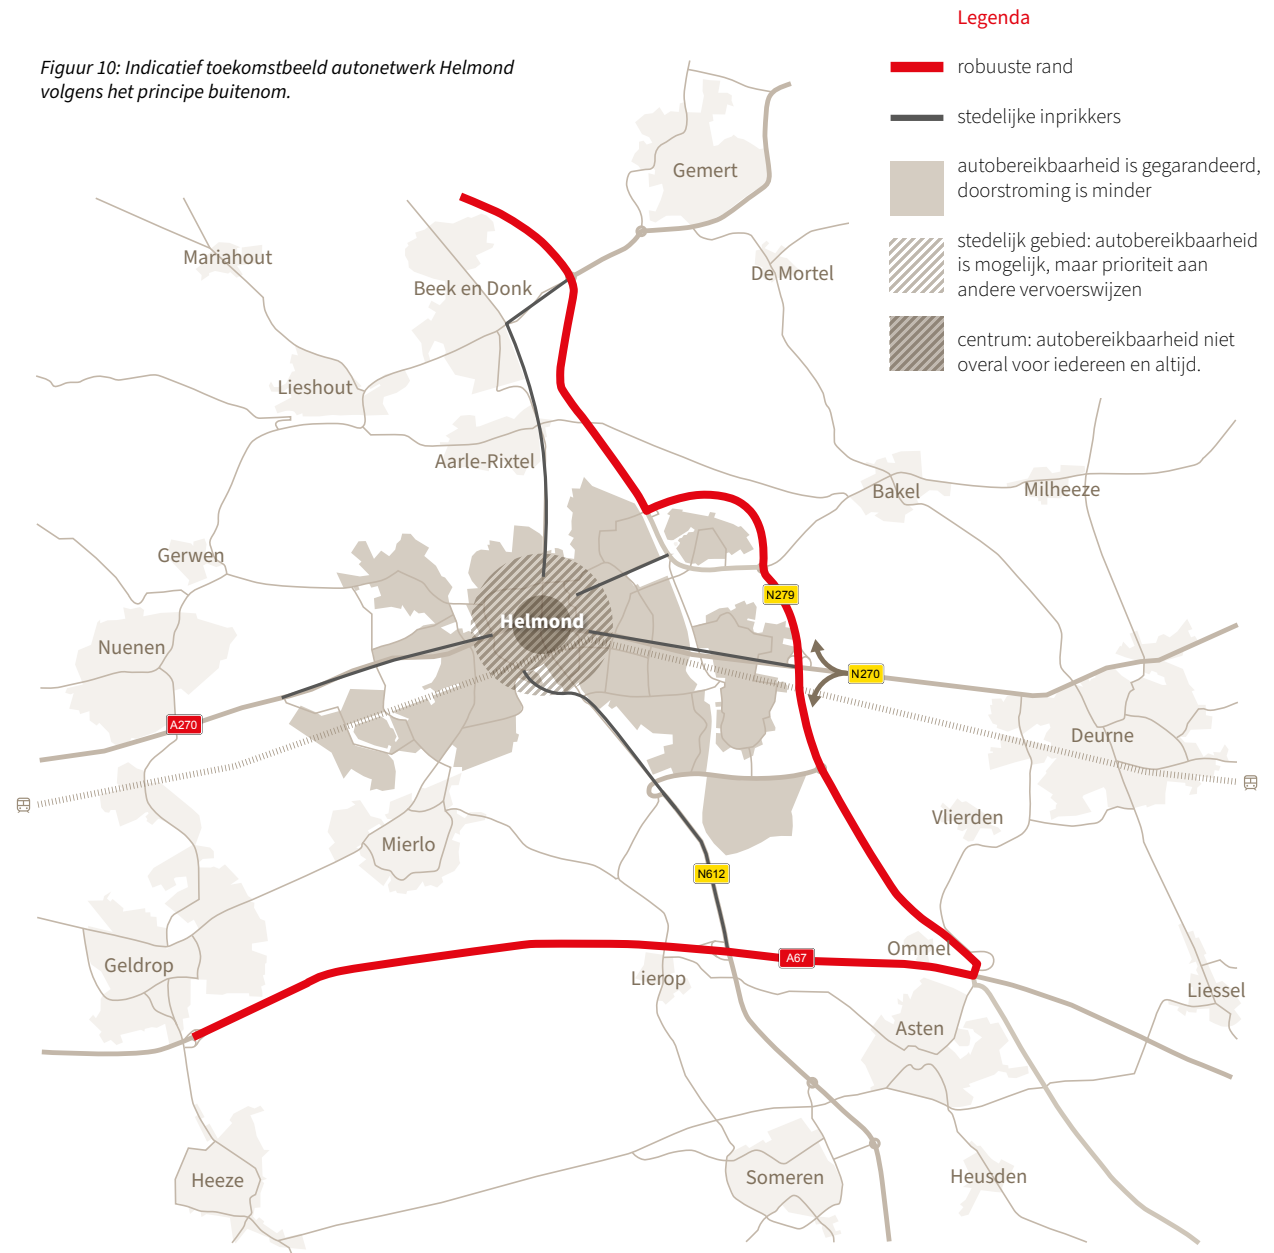 Legenda
Figuur 10: Indicatief toekomstbeeld autonetwerk Helmond
volgens het principe buitenom.
robuuste rand
stedelijke inprikkers
autobereikbaarheid is gegarandeerd,
doorstroming is minder
stedelijk gebied: autobereikbaarheid
is mogelijk, maar prioriteit aan
andere vervoerswijzen
centrum: autobereikbaarheid niet
overal voor iedereen en altijd.
Gemert
Mariahout
De Mortel
Beek en Donk
Lieshout
Aarle-Rixtel
Bakel
Milheeze
Gerwen
N279
Helmond
Nuenen
N270
A270
Deurne
Vlierden
Mierlo
N612
Ommel
A67
Geldrop
Lierop
Liessel
Asten
Heeze
Someren
Heusden